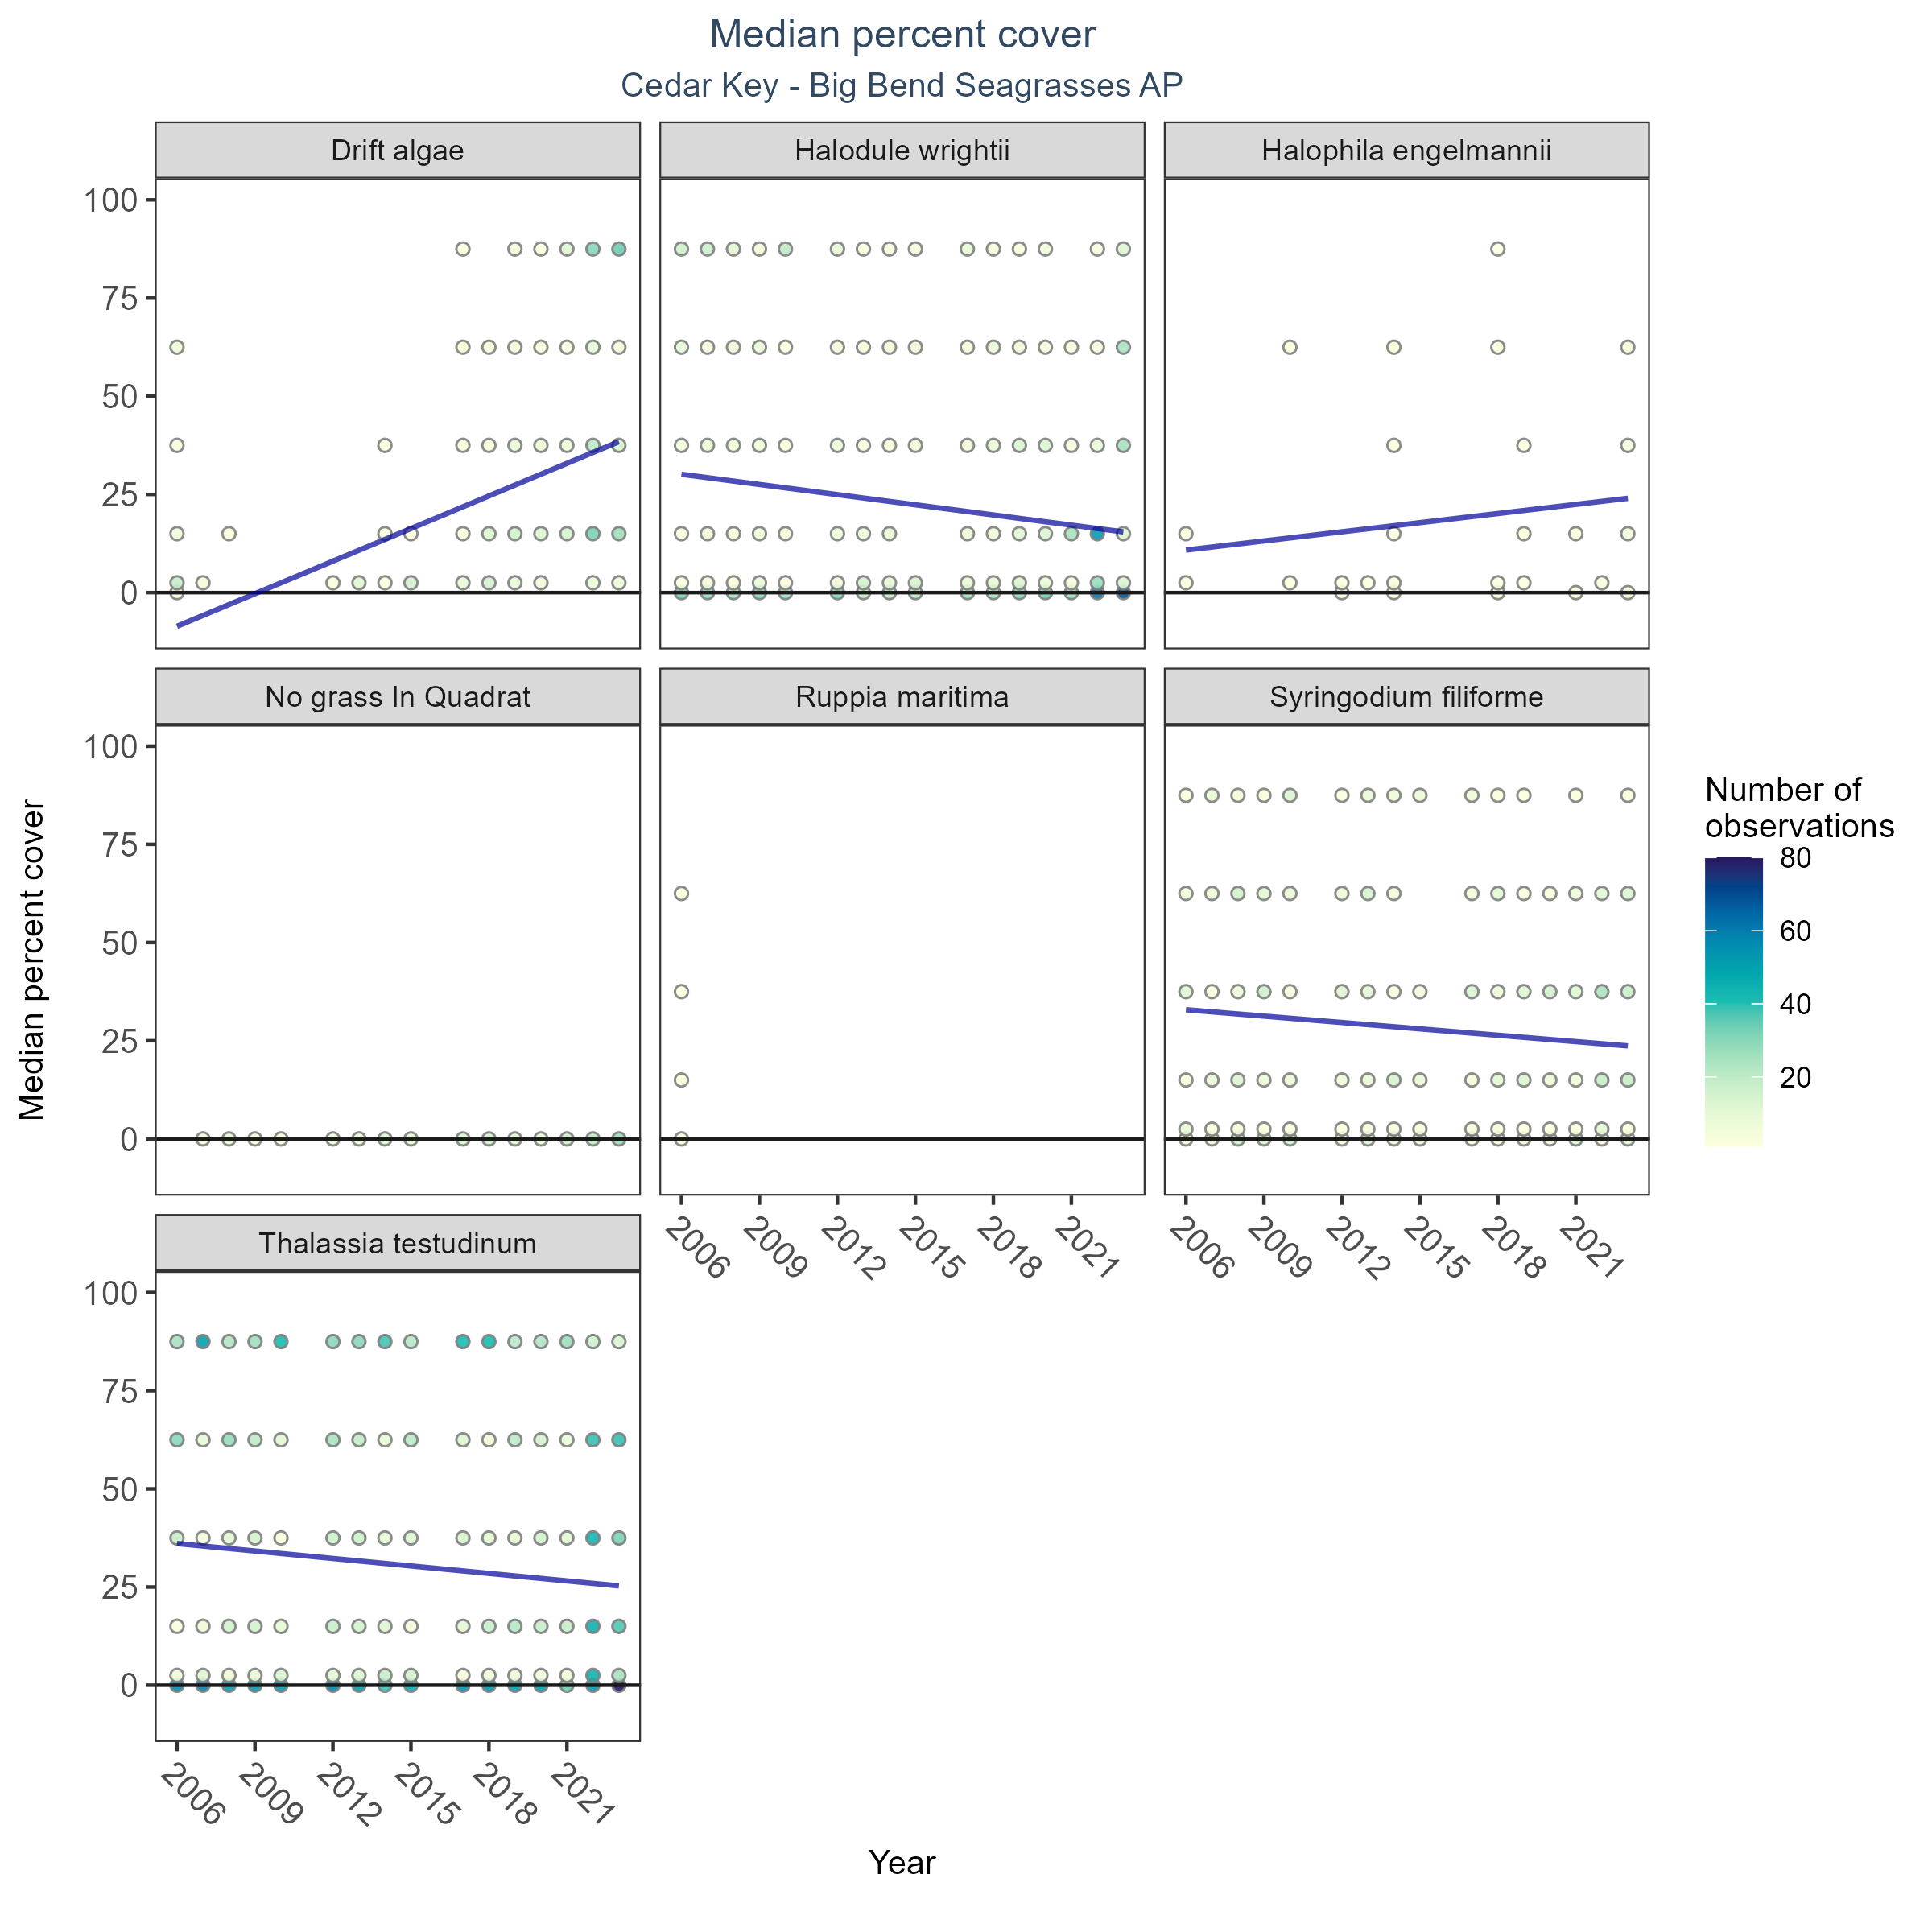 Median percent cover
Cedar Key - Big Bend Seagrasses AP
Drift algae
Halodule wrightii
Halophila engelmannii
100
75
50
25
0
No grass In Quadrat
Ruppia maritima
Syringodium filiforme
100
75
50
25
0
Median percent cover
Number of
observations
80
60
40
20
2006
2009
2012
2015
2018
2021
2006
2009
2012
2015
2018
2021
Thalassia testudinum
100
75
50
25
0
2006
2009
2012
2015
2018
2021
Year